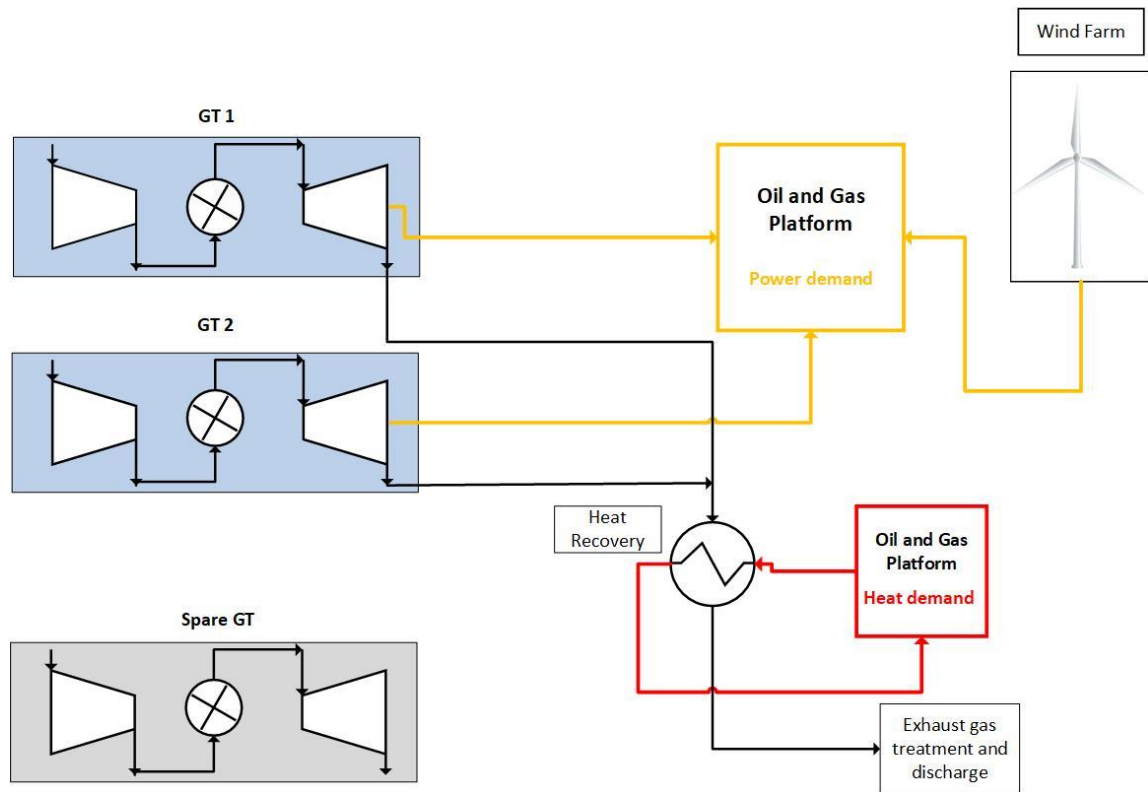 Wind Farm
GT 1
Oil and Gas
Platform
Power demand
GT 2
Heat
Recovery
Oil and Gas
Platform
Heat demand
Spare GT
Exhaust gas
treatment and
discharge